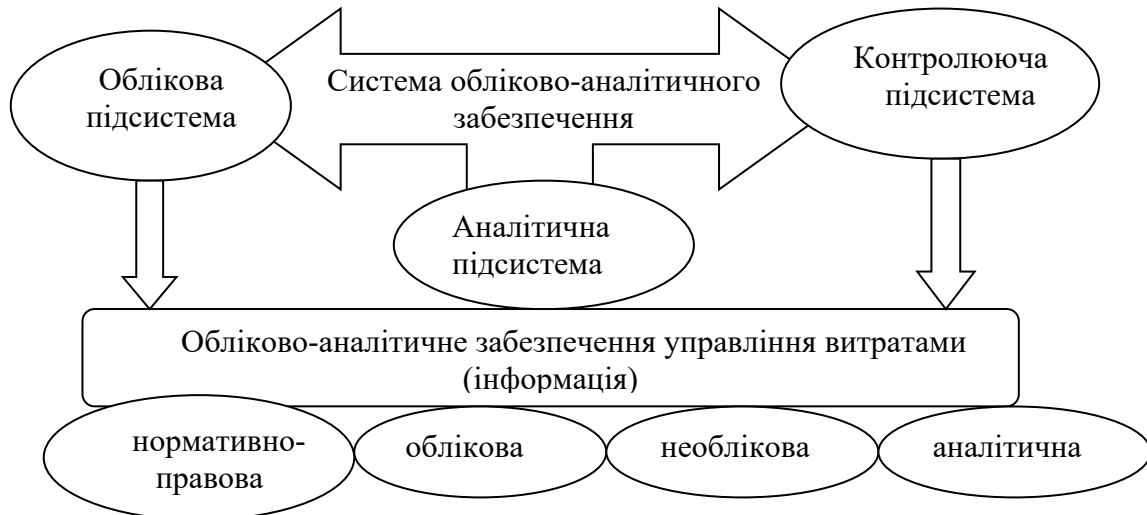 Облікова
підсистема
Система обліково-аналітичного
забезпечення
Контролююча
підсистема
Аналітична
підсистема
Обліково-аналітичне забезпечення управління витратами
(інформація)
нормативно-
правова
облікова
необлікова
аналітична